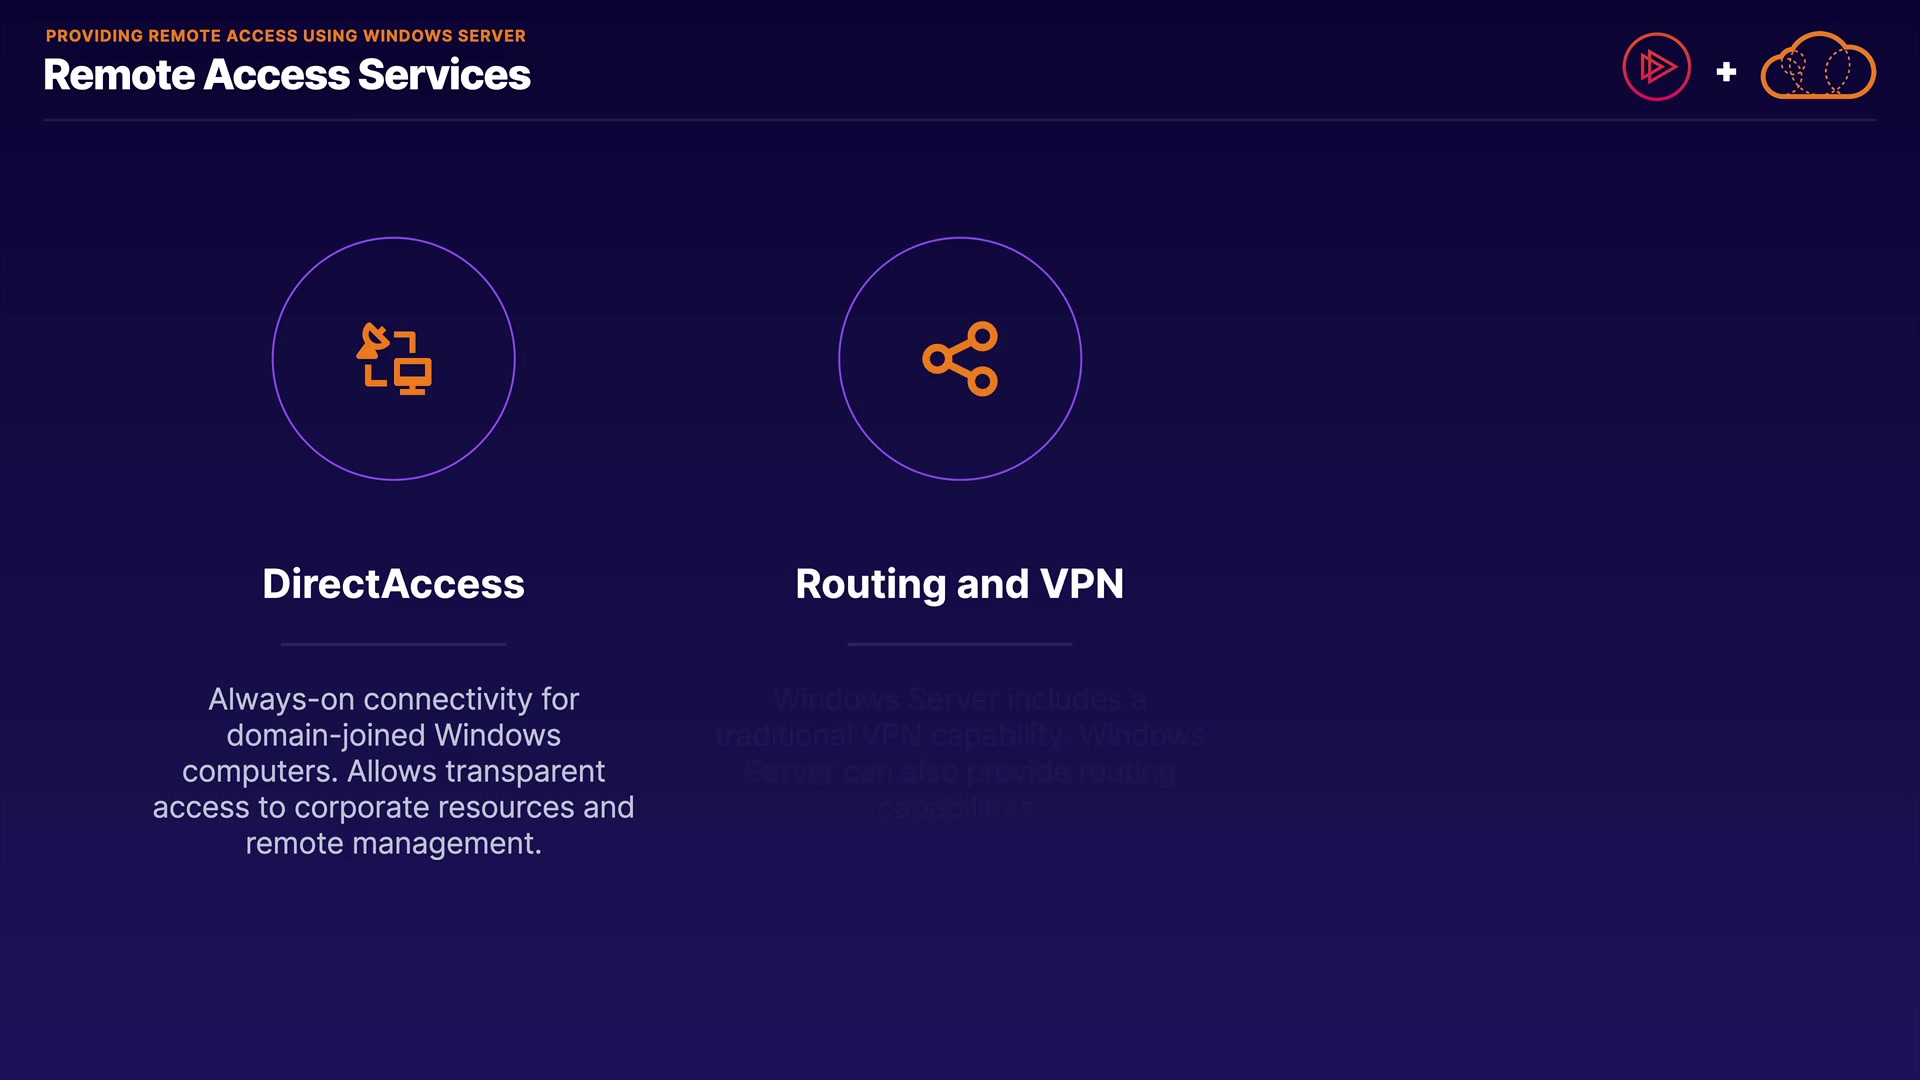 PROVIDING REMOTE ACCESS USING WINDOWS SERVER
Remote Access Services
DirectAccess
Always-on connectivity for
domain-joined Windows
computers. Allows transparent
access to corporate resources and
remote management.
Routing and VPN
Windows Server includes a
traditional VPN capability. Windows
Server can also provide routing
capabilities.